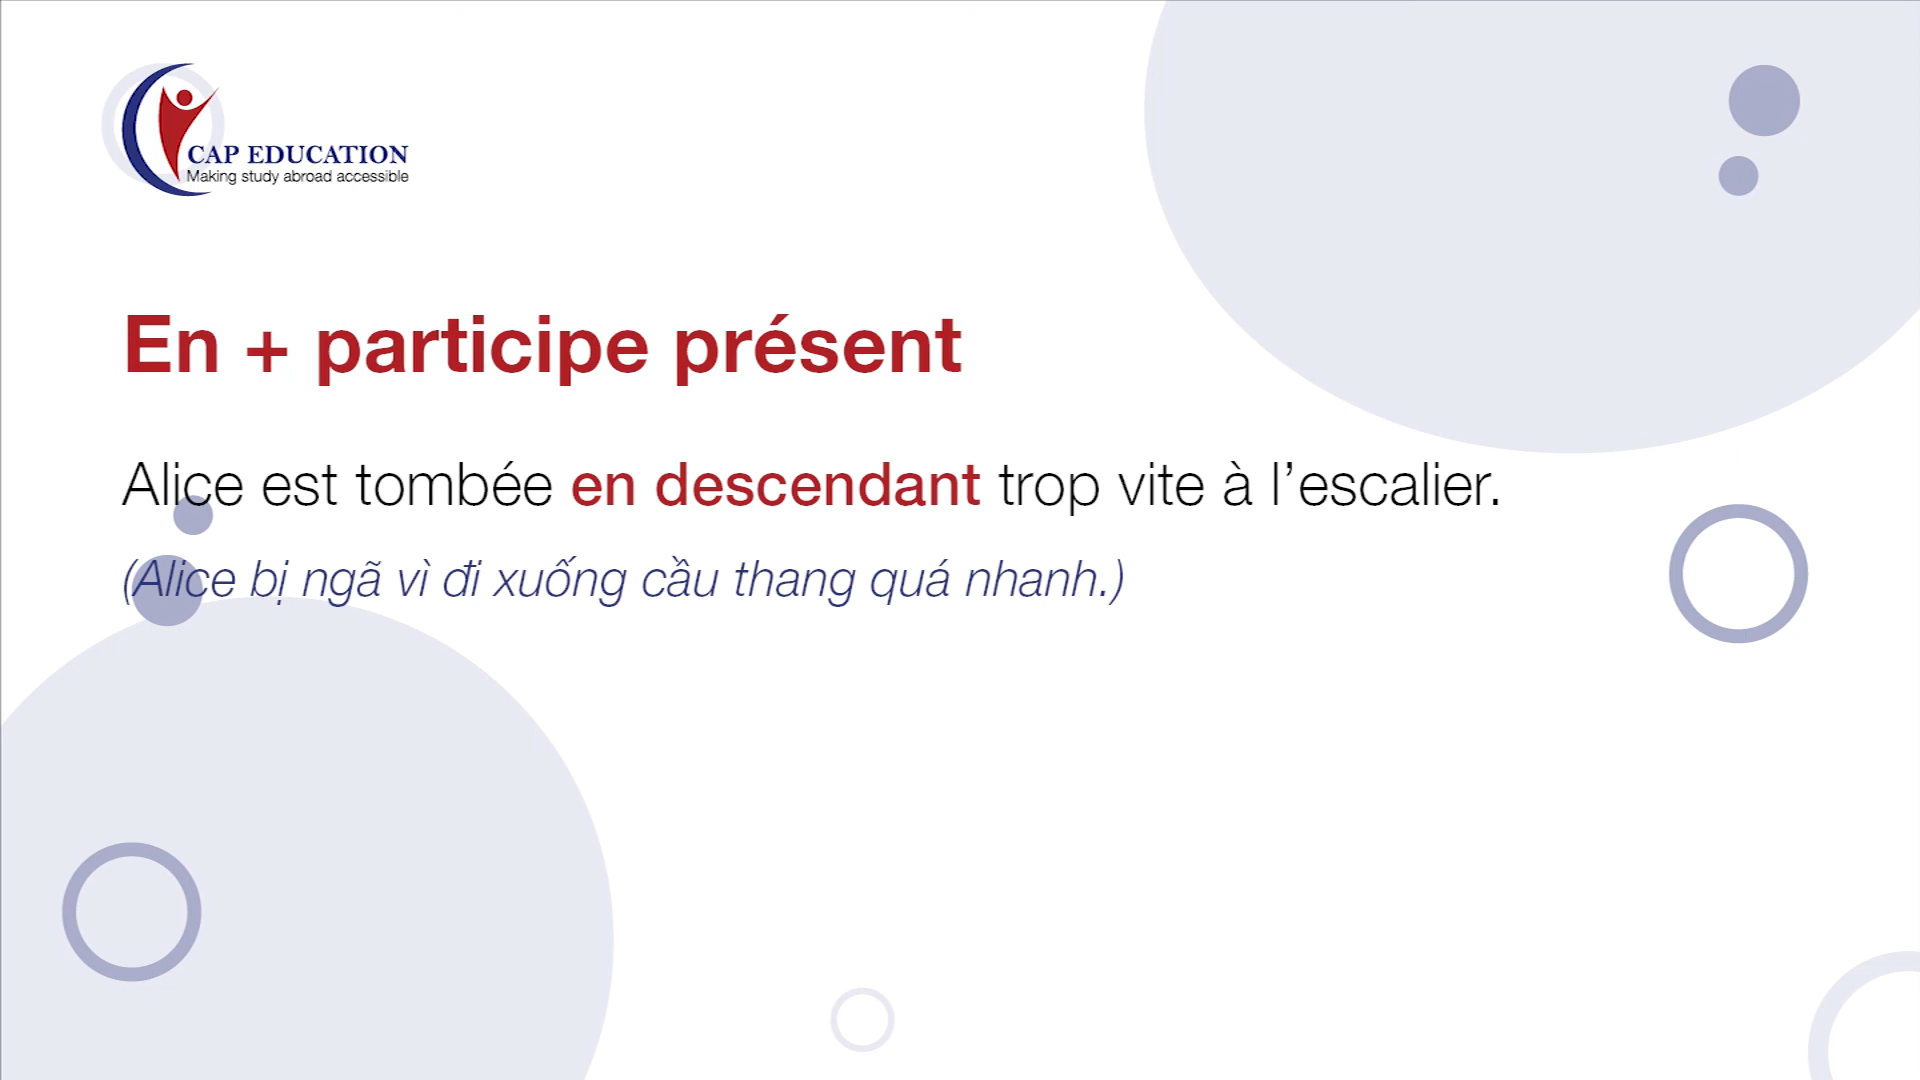 CAP EDUCATION
Making study abroad accessible
En + participe présent
Alice est tombée en descendant trop vite à l’escalier.
(Alice bị ngã vì đi xuống cầu thang quá nhanh.)